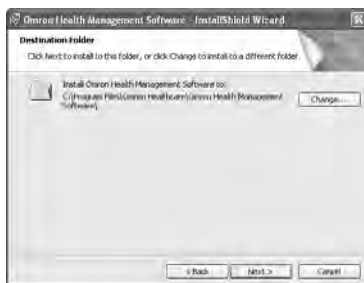 Omron Health Management Software - InstallShield Wizard
Destination Folder
Click Next to install to this folder, or click Change to install to a different folder.
Install Omron Health Management Software to:
C:\Program Files\Omron Healthcare\Omron Health Management
Software\
Change...
< Back
Next >
Cancel